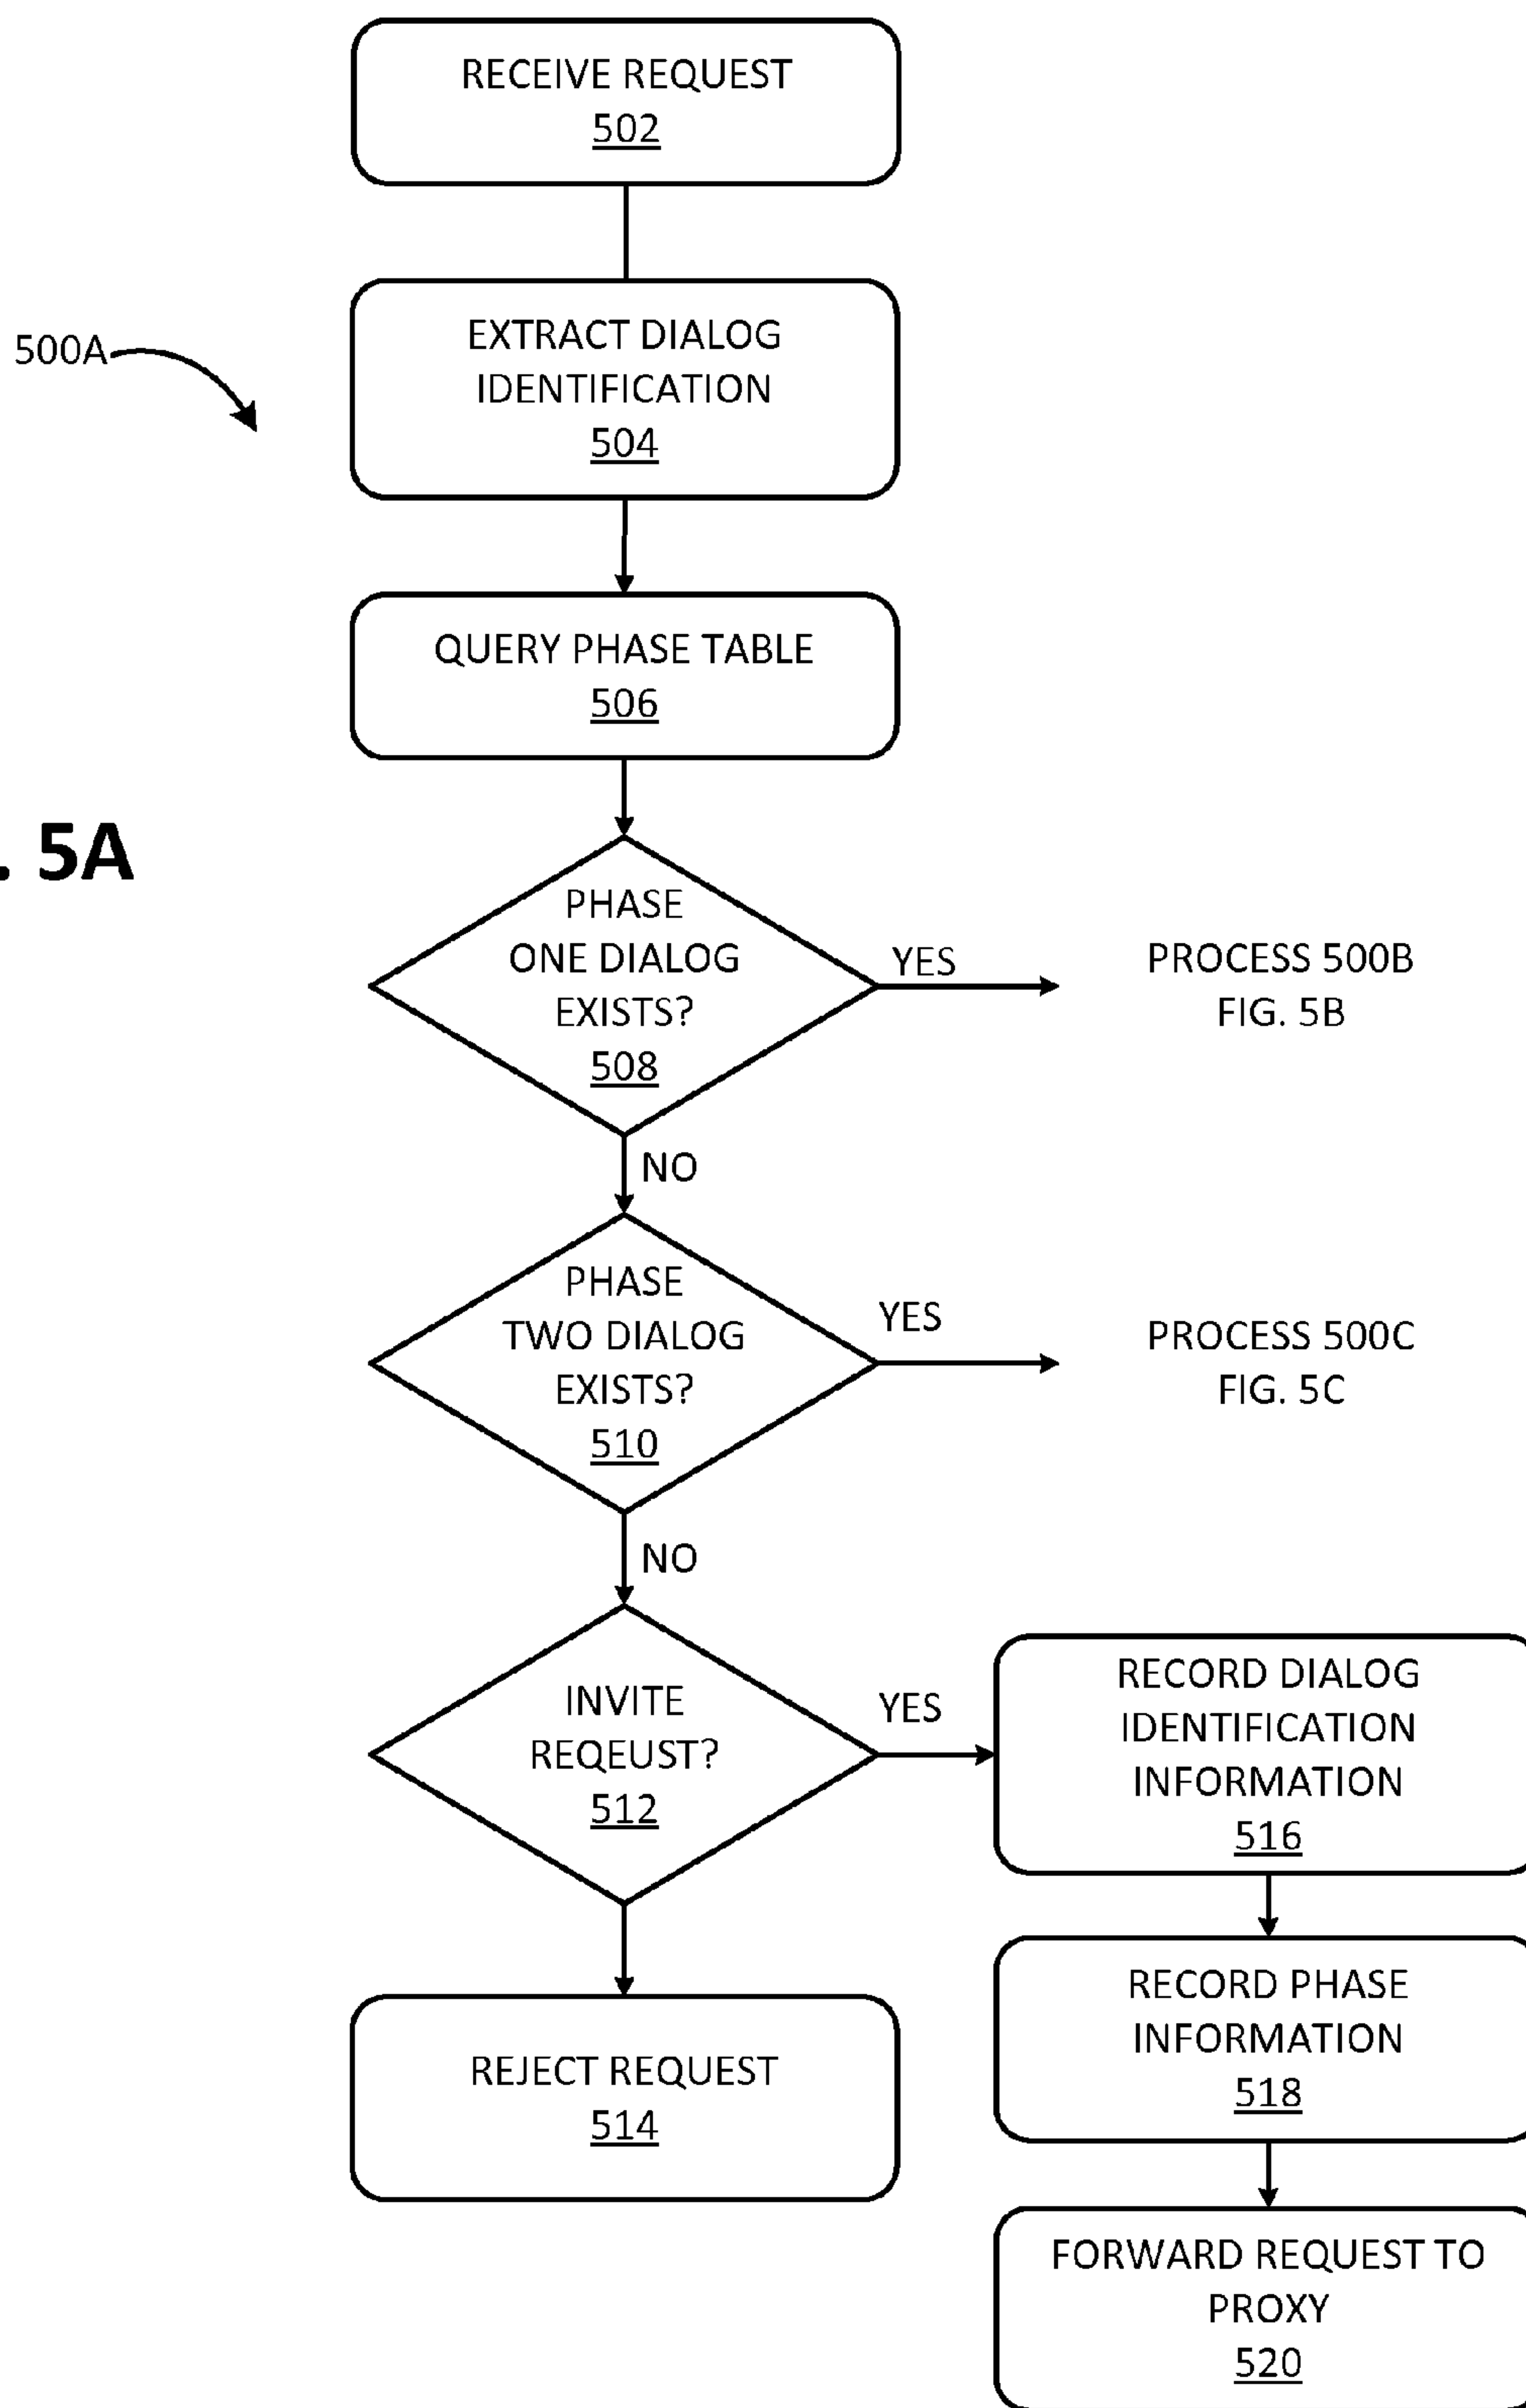 RECEIVE REQUEST
502
500A
EXTRACT DIALOG
IDENTIFICATION
504
QUERY PHASE TABLE
506
. 5A
PHASE
ONE DIALOG
EXISTS?
508
YES
PROCESS 500B
FIG. 5B
NO
PHASE
TWO DIALOG
EXISTS?
510
YES
PROCESS 500C
FIG. 5C
NO
INVITE
REQEUST?
512
YES
RECORD DIALOG
IDENTIFICATION
INFORMATION
516
RECORD PHASE
INFORMATION
518
REJECT REQUEST
514
FORWARD REQUEST TO
PROXY
520